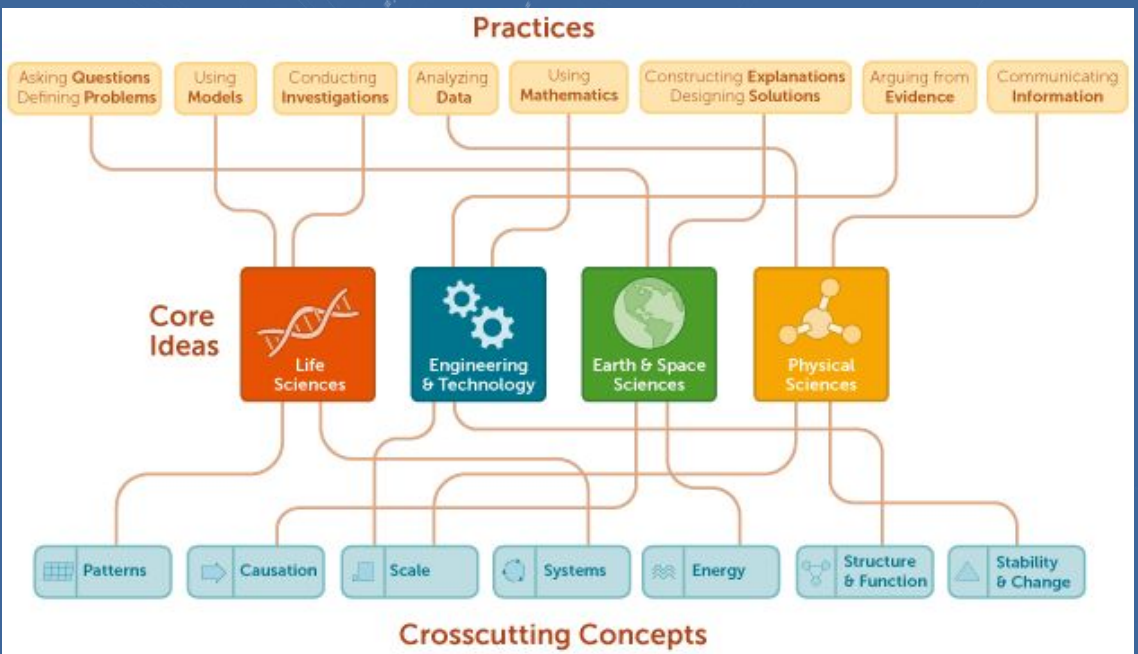 Practices
Asking Questions
Defining Problems
Using
Models
Conducting
Investigations
Analyzing
Data
Using
Mathematics
Constructing Explanations
Designing Solutions
Arguing from
Evidence
Communicating
Information
Core
Ideas
Life
Sciences
Engineering
& Technology
Earth & Space
Sciences
Physical
Sciences
Patterns
Causation
Scale
Systems
Energy
Structure
& Function
Stability
& Change
Crosscutting Concepts